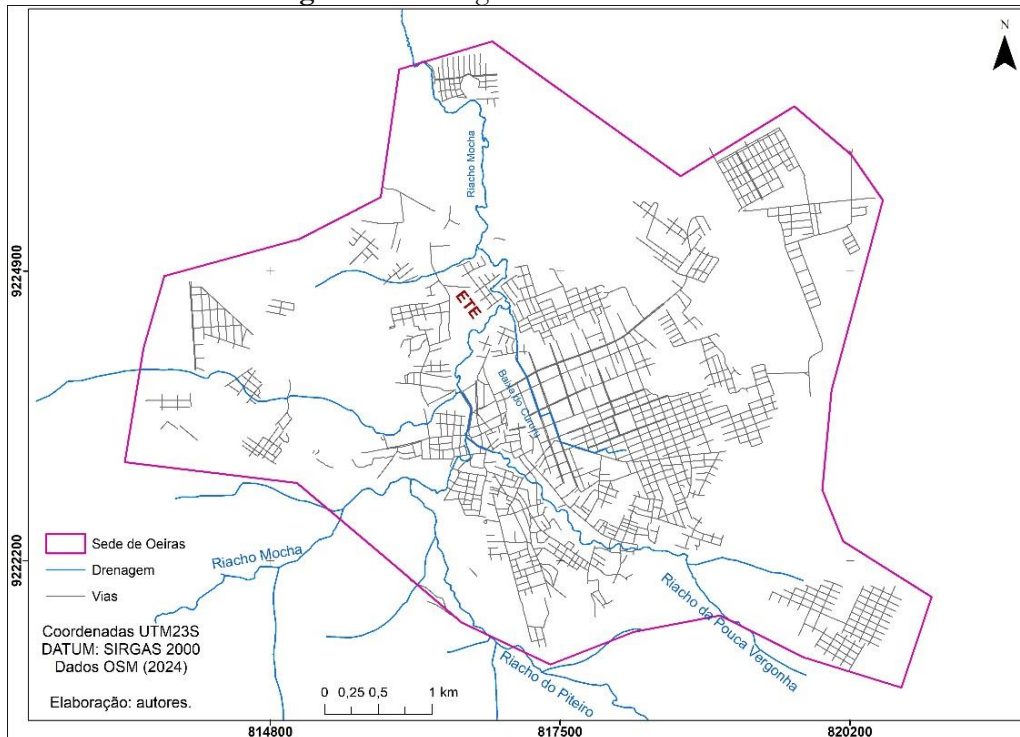 N
Riacho Mocha
9224900
ETE
Baixa do Cururu
9222200
Riacho Mocha
Riacho da Pouca Vergonha
Riacho do Piteiro
Sede de Oeiras
Drenagem
Vias
Coordenadas UTM23S
DATUM: SIRGAS 2000
Dados OSM (2024)
Elaboração: autores.
0 0,25 0,5 1 km
814800 817500 820200